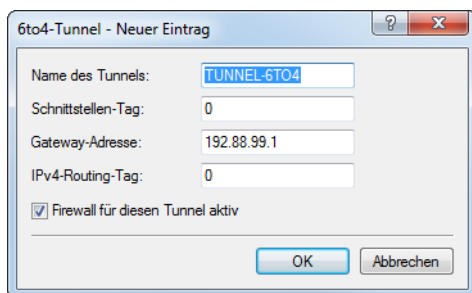 6to4-Tunnel - Neuer Eintrag
Name des Tunnels: TUNNEL-6TO4
Schnittstellen-Tag: 0
Gateway-Adresse: 192.88.99.1
IPv4-Routing-Tag: 0
Firewall für diesen Tunnel aktiv
OK Abbrechen